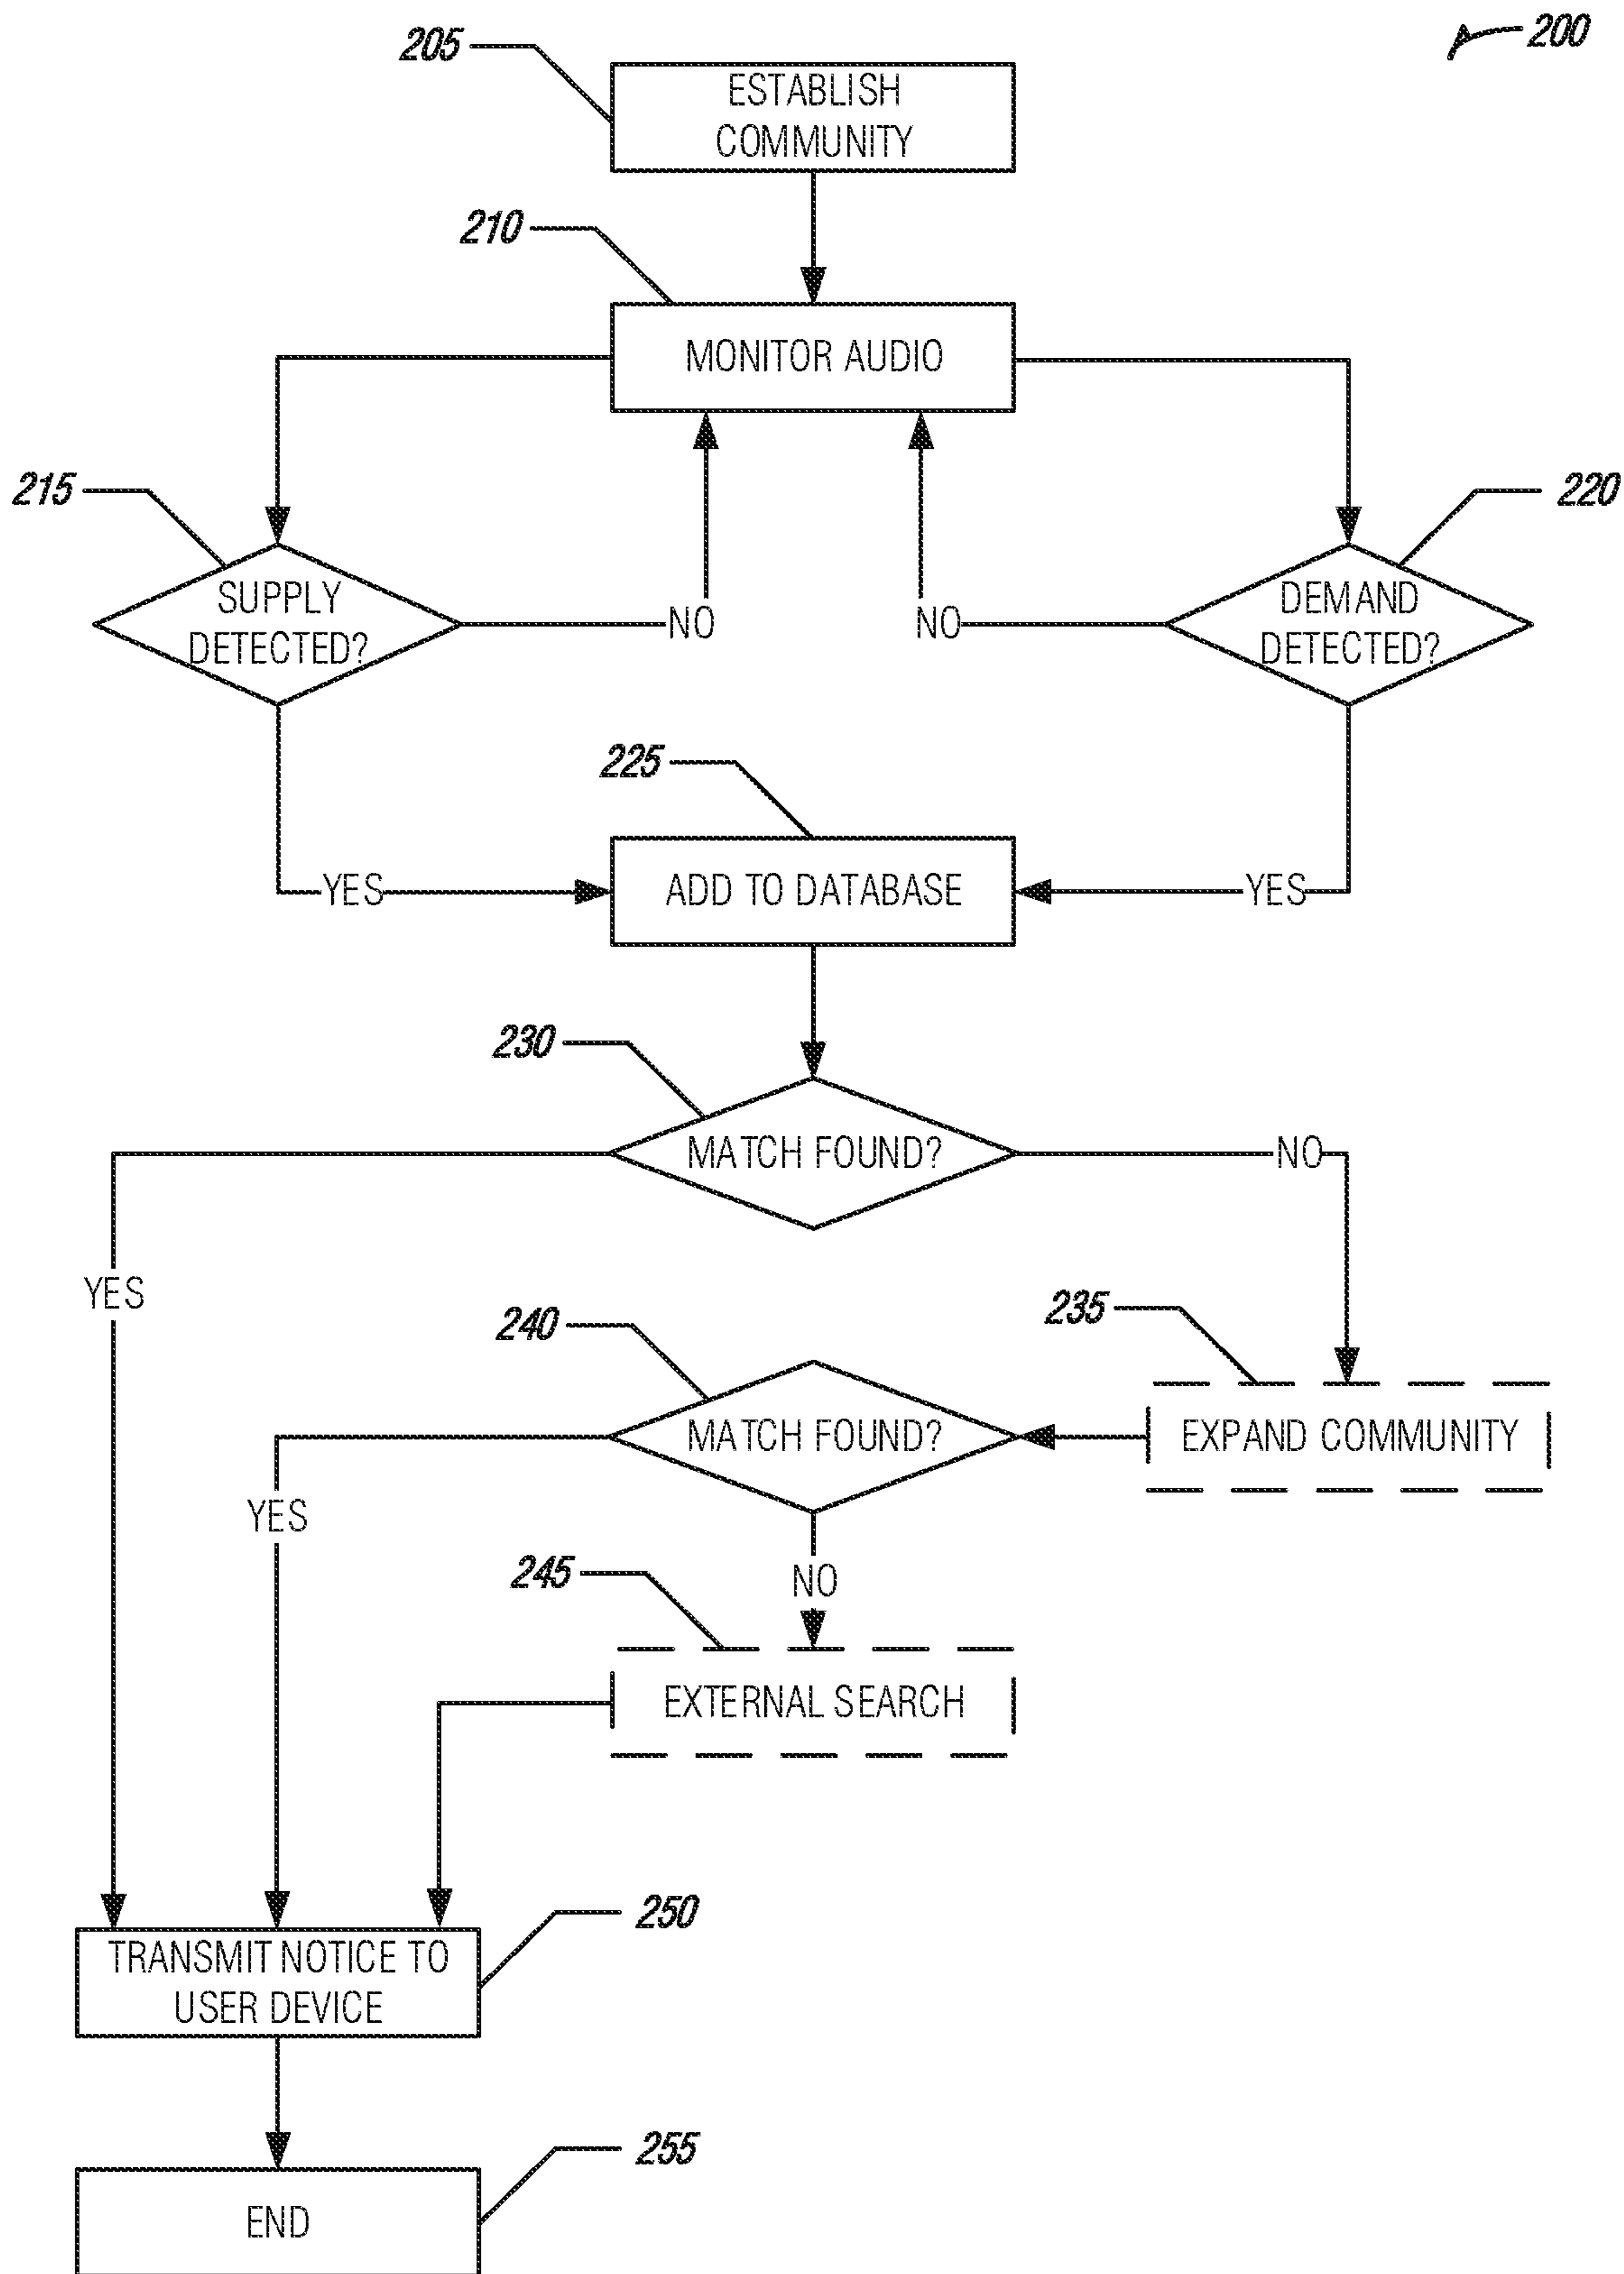 200
205
ESTABLISH
COMMUNITY
210
MONITOR AUDIO
215
220
SUPPLY
DETECTED?
NO
NO
DEMAND
DETECTED?
225
YES
ADD TO DATABASE
YES
230
MATCH FOUND?
NO
YES
235
240
MATCH FOUND?
EXPAND COMMUNITY
YES
245
NO
EXTERNAL SEARCH
250
TRANSMIT NOTICE TO
USER DEVICE
255
END